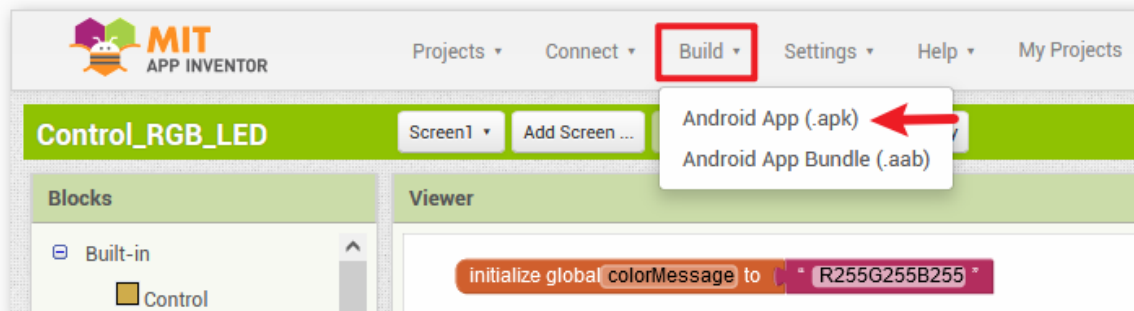 MIT
APP INVENTOR
Projects Connect Build Settings Help My Projects
Android App (.apk)
Control_RGB_LED Screen1 Add Screen ...
Android App Bundle (.aab)
Blocks Viewer
Built-in
initialize global colorMessage to " R255G255B255 "
Control